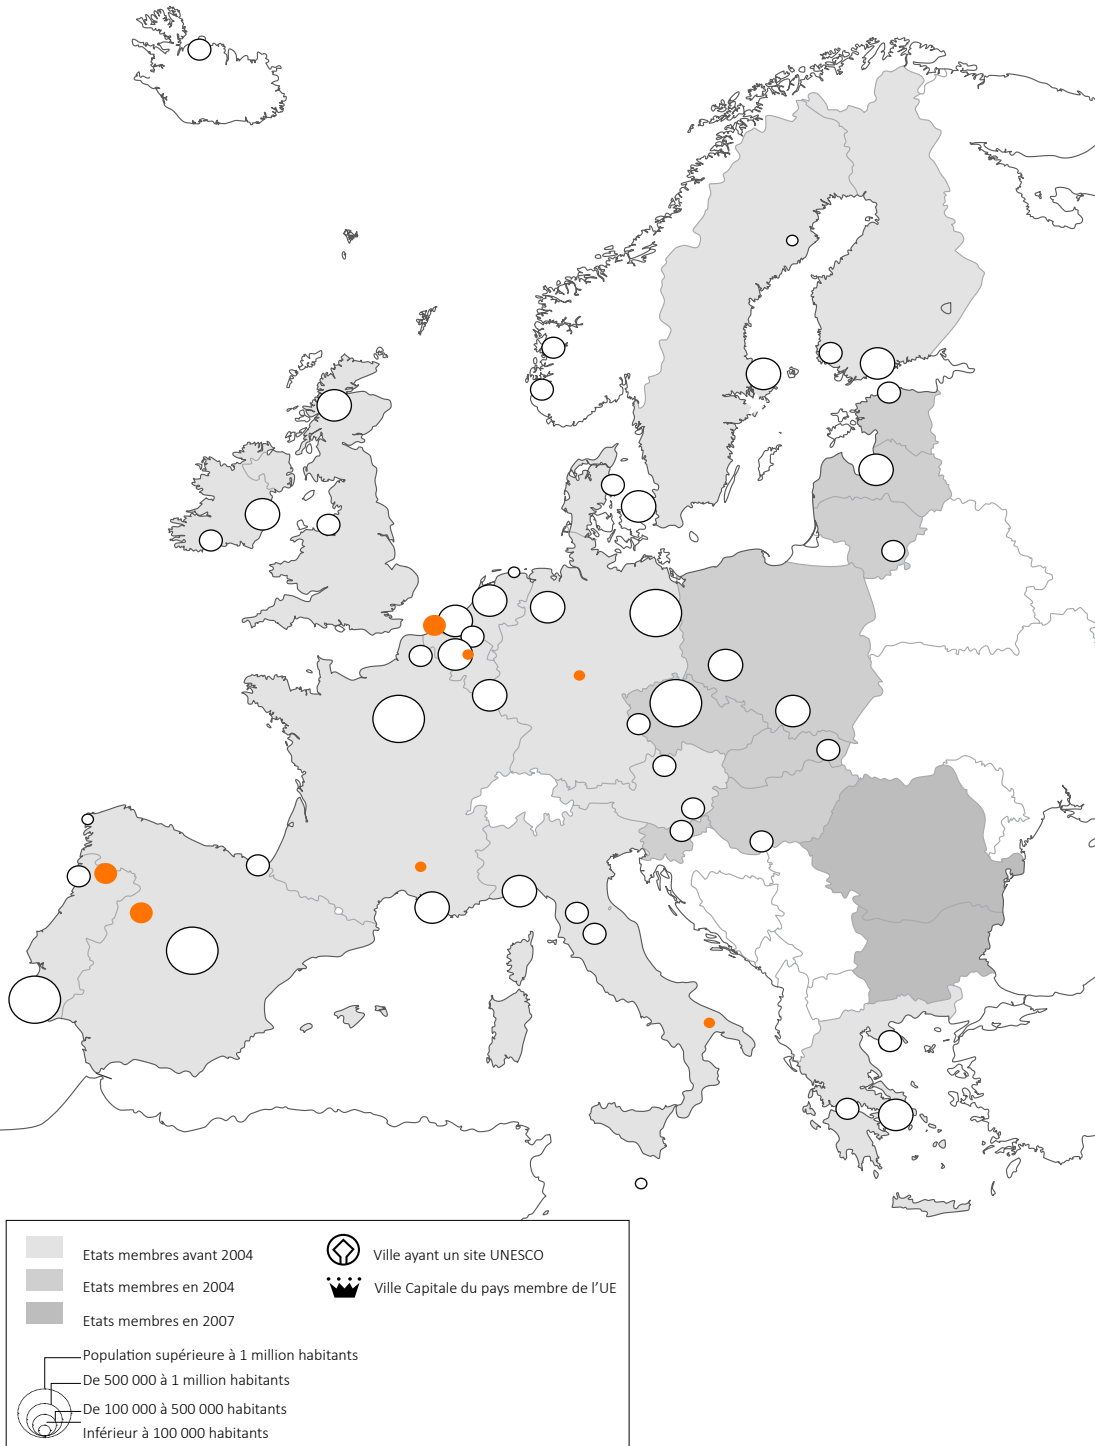 Etats membres avant 2004
Etats membres en 2004
Etats membres en 2007
Ville ayant un site UNESCO
Ville Capitale du pays membre de l’UE
Population supérieure à 1 million habitants
De 500 000 à 1 million habitants
De 100 000 à 500 000 habitants
Inférieur à 100 000 habitants